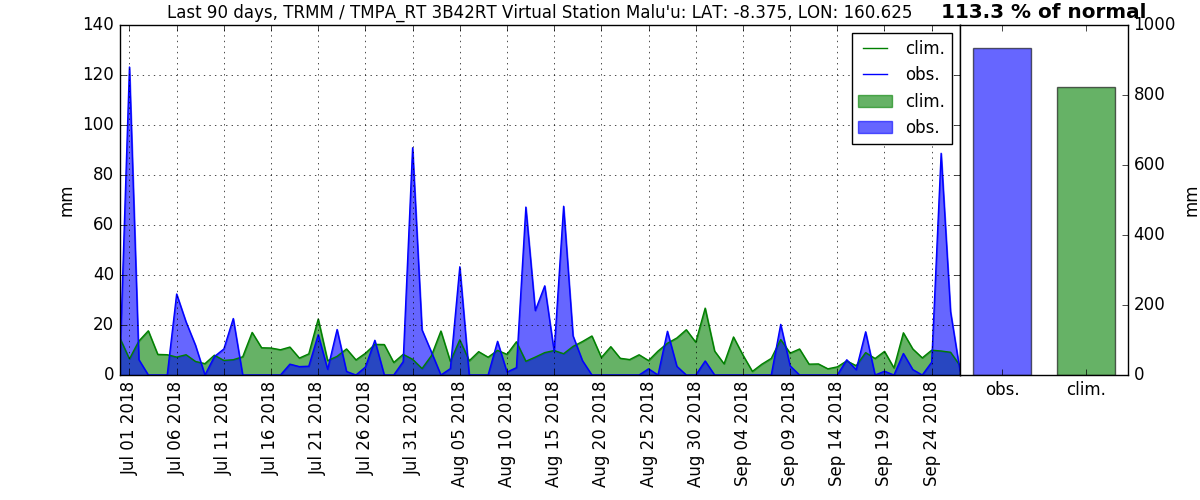 Last 90 days, TRMM / TMPA_RT 3B42RT Virtual Station Malu'u: LAT: -8.375, LON: 160.625
113.3 % of normal
140
120
100
80
60
40
20
0
mm
clim.
obs.
clim.
obs.
1000
800
600
400
200
0
mm
Jul 01 2018
Jul 06 2018
Jul 11 2018
Jul 16 2018
Jul 21 2018
Jul 26 2018
Jul 31 2018
Aug 05 2018
Aug 10 2018
Aug 15 2018
Aug 20 2018
Aug 25 2018
Aug 30 2018
Sep 04 2018
Sep 09 2018
Sep 14 2018
Sep 19 2018
Sep 24 2018
obs.
clim.